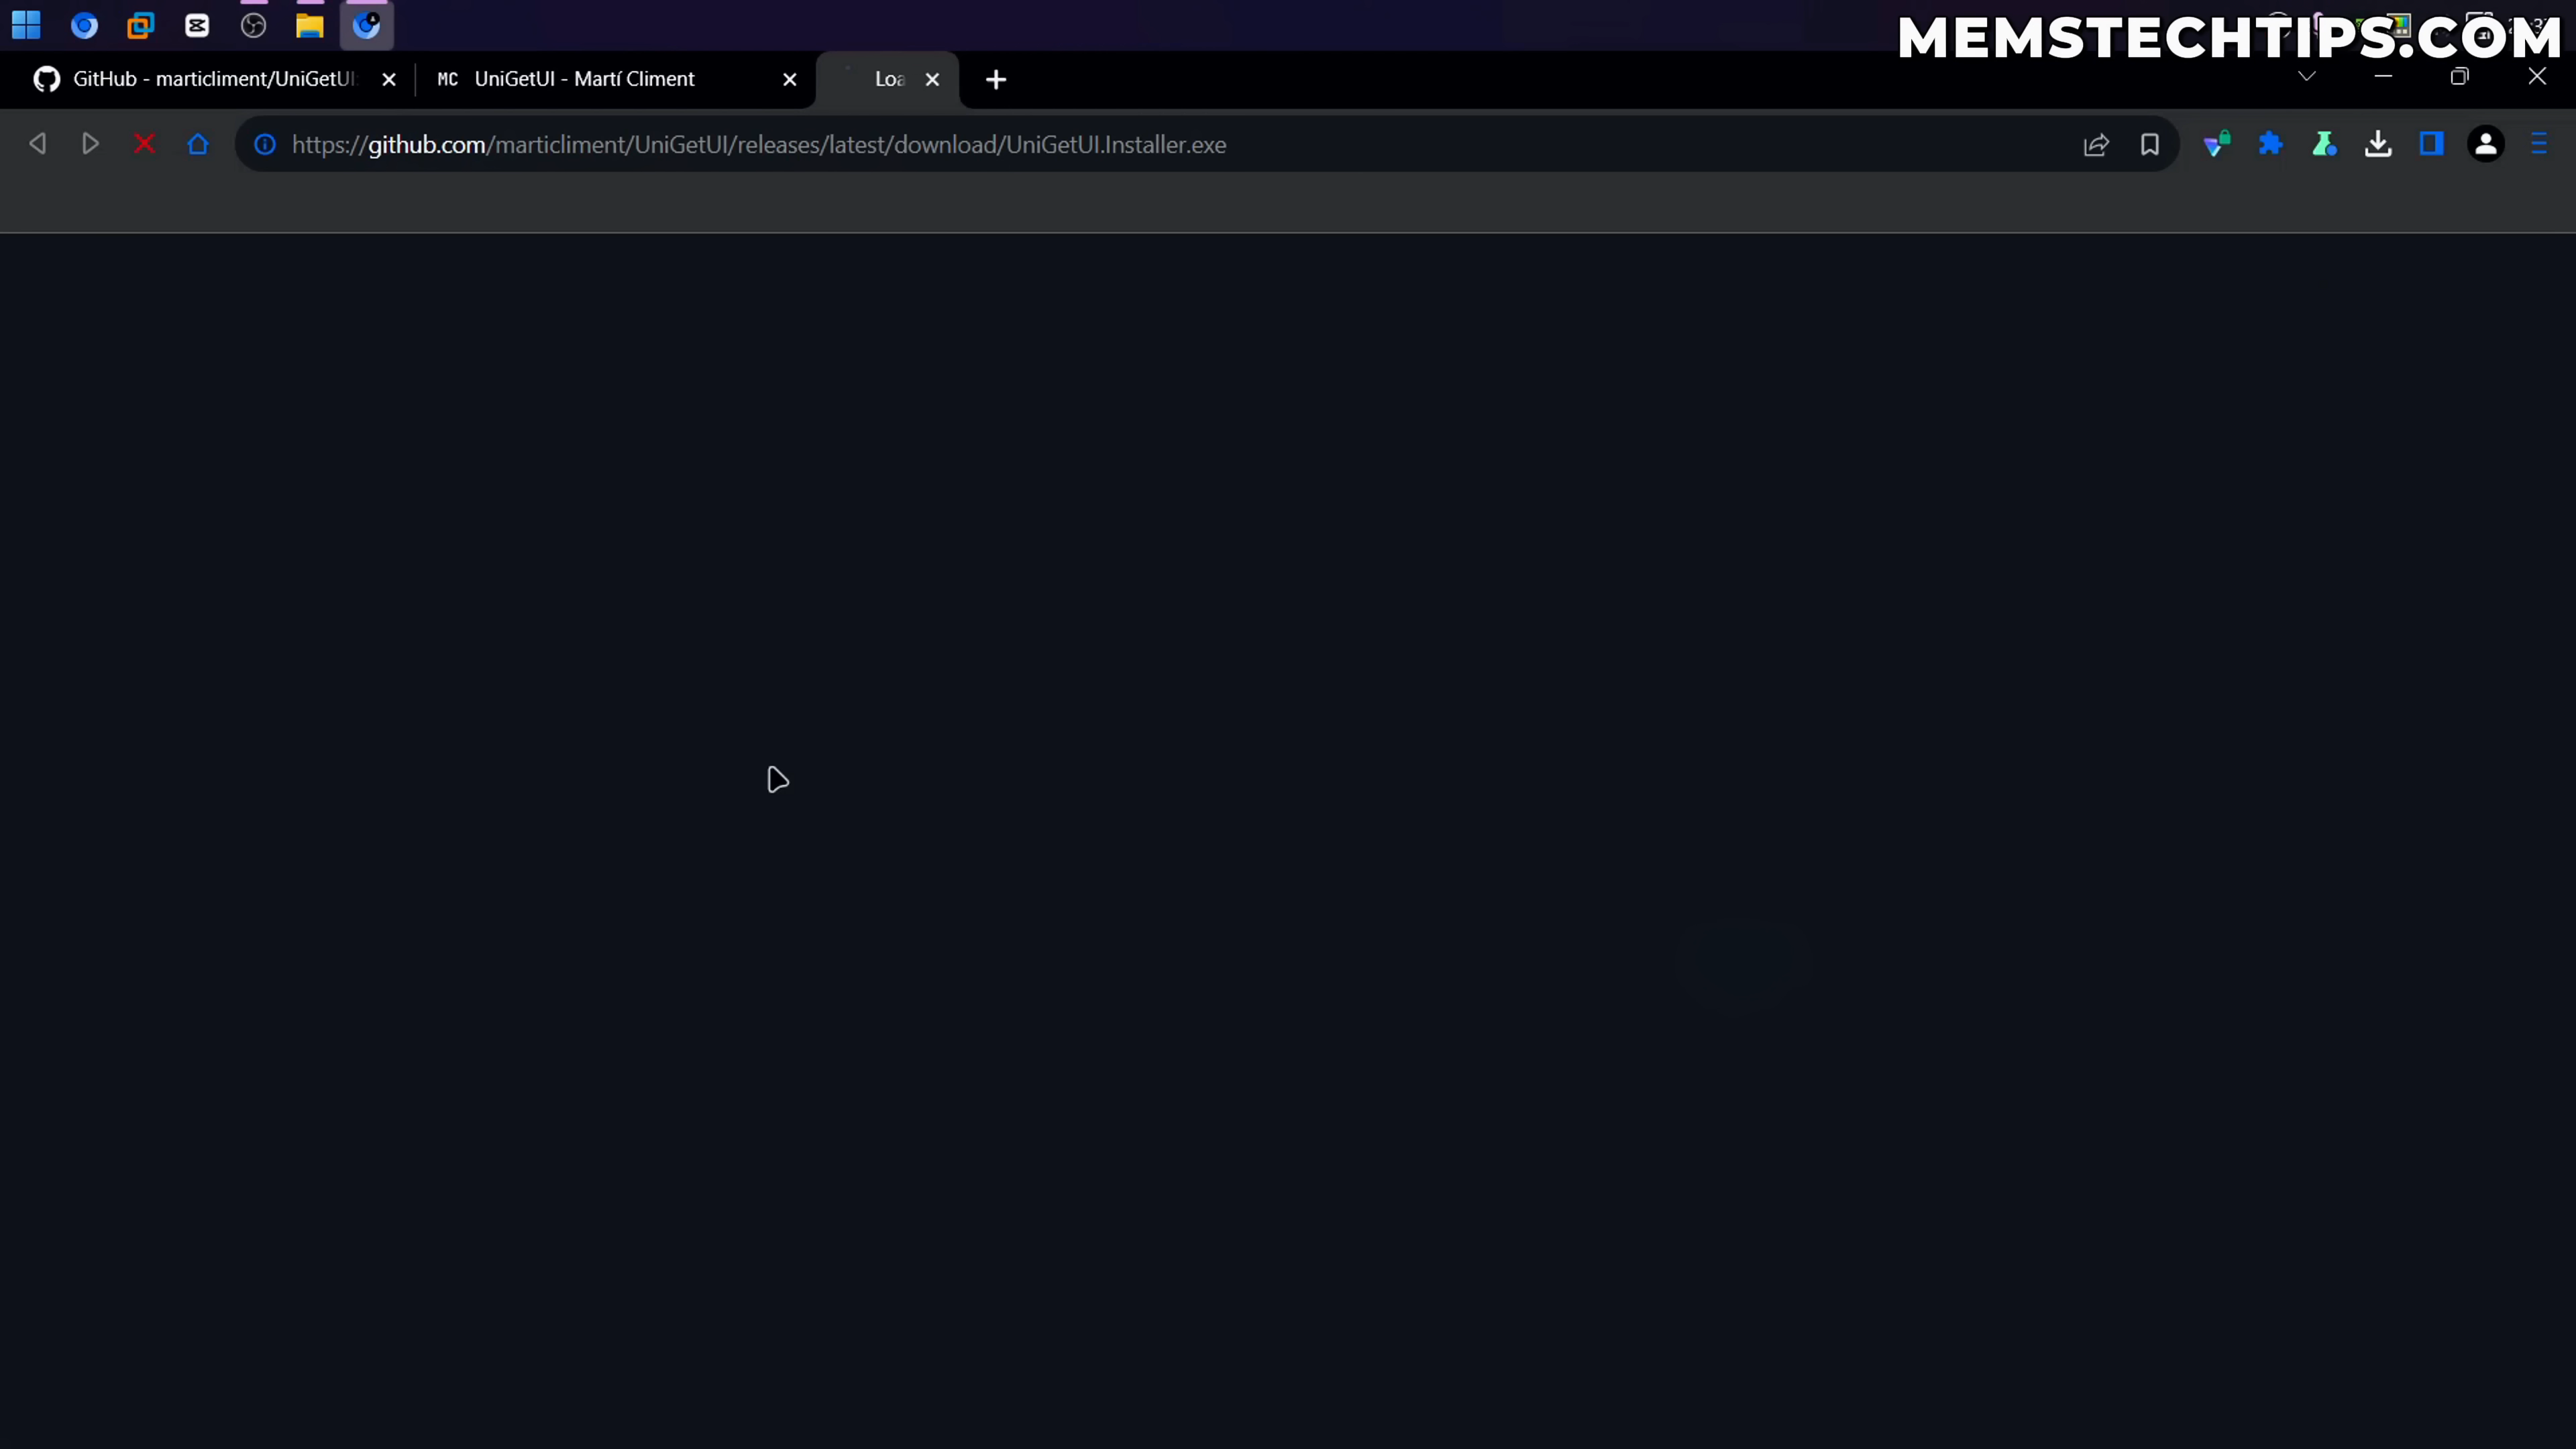 MEMSTECHTIPS.COM
GitHub - marticliment/UniGetUI:
MC UniGetUI - Martí Climent
Loa
https://github.com/marticliment/UniGetUI/releases/latest/download/UniGetUI.Installer.exe